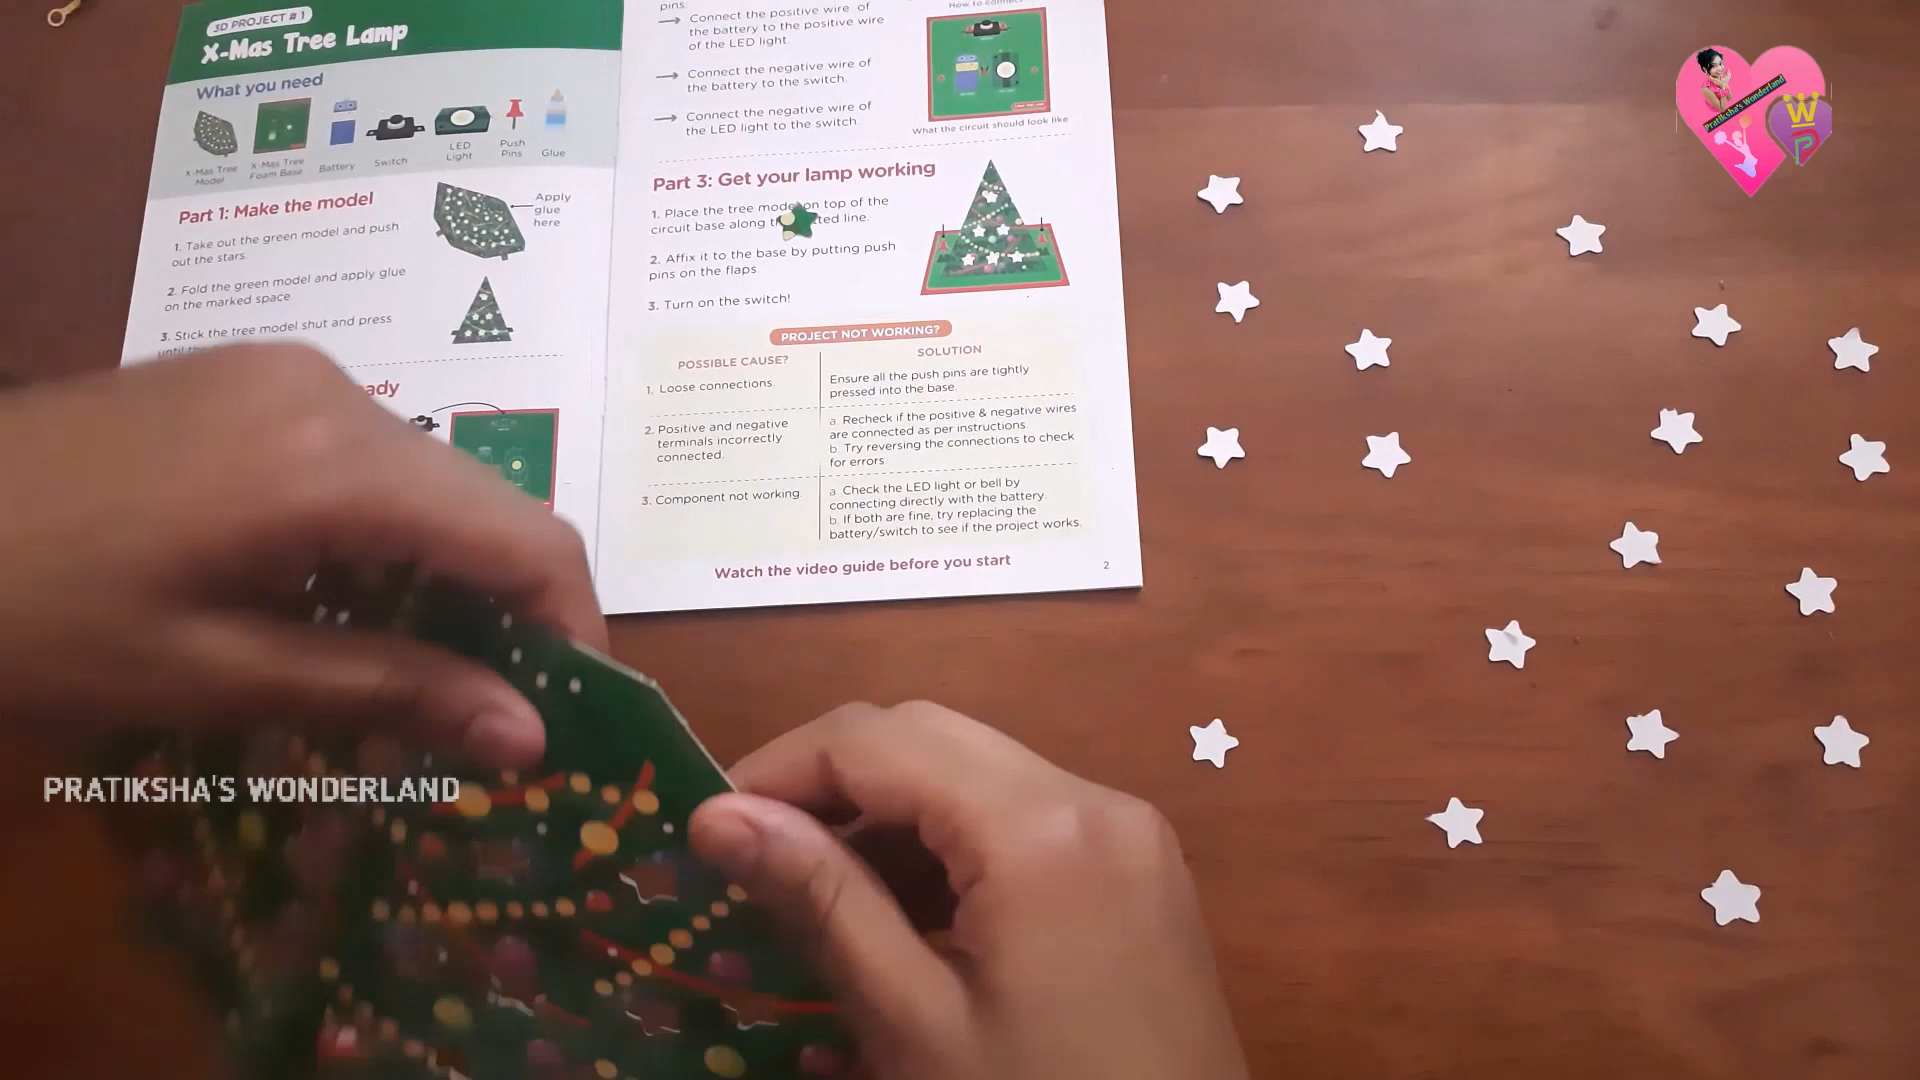 3D PROJECT # 1
X-Mas Tree Lamp
What you need
X-Mas Tree
Model
X-Mas Tree
Foam Base
Battery
Switch
LED
Light
Push
Pins
Glue
Part 1: Make the model
1. Take out the green model and push
out the stars.
2. Fold the green model and apply glue
on the marked space.
3. Stick the tree model shut and press
until
Apply
glue
here
ady
pins.
→ Connect the positive wire of
the battery to the positive wire
of the LED light.
→ Connect the negative wire of
the battery to the switch.
→ Connect the negative wire of
the LED light to the switch.
How to connect
What the circuit should look like
Part 3: Get your lamp working
1. Place the tree model on top of the
circuit base along ted line.
2. Affix it to the base by putting push
pins on the flaps.
3. Turn on the switch!
PROJECT NOT WORKING?
POSSIBLE CAUSE?
SOLUTION
1. Loose connections.
Ensure all the push pins are tightly
pressed into the base.
2. Positive and negative
terminals incorrectly
connected.
a. Recheck if the positive & negative wires
are connected as per instructions.
b. Try reversing the connections to check
for errors.
3. Component not working.
a. Check the LED light or bell by
connecting directly with the battery.
b. If both are fine, try replacing the
battery/switch to see if the project works.
Watch the video guide before you start
2
Pratiksha's Wonderland
W
P
PRATIKSHA'S WONDERLAND